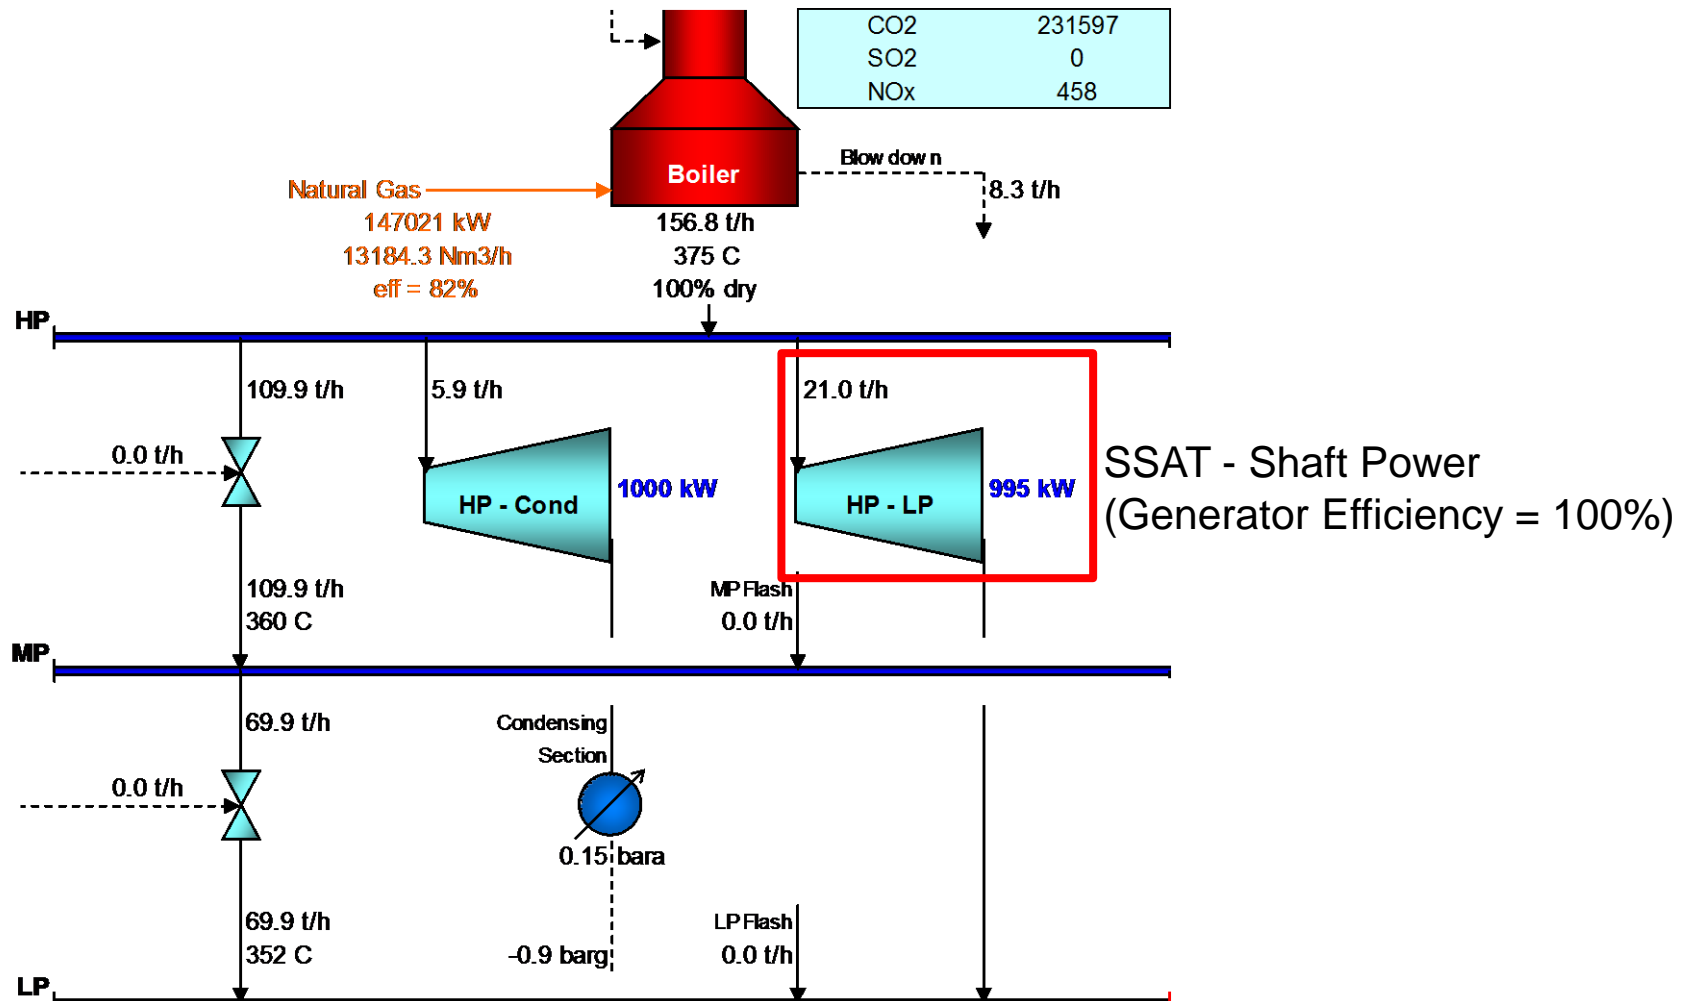 CO2 231597
SO2 0
NOx 458
Boiler
Blow dow n
8.3 t/h
Natural Gas
147021 kW
13184.3 Nm3/h
eff = 82%
156.8 t/h
375 C
100% dry
HP
109.9 t/h
5.9 t/h
21.0 t/h
0.0 t/h
HP - Cond
1000 kW
HP - LP
995 kW
SSAT - Shaft Power
(Generator Efficiency = 100%)
109.9 t/h
360 C
MP Flash
0.0 t/h
MP
69.9 t/h
Condensing
Section
0.0 t/h
0.15 bara
69.9 t/h
352 C
-0.9 barg
LP Flash
0.0 t/h
LP